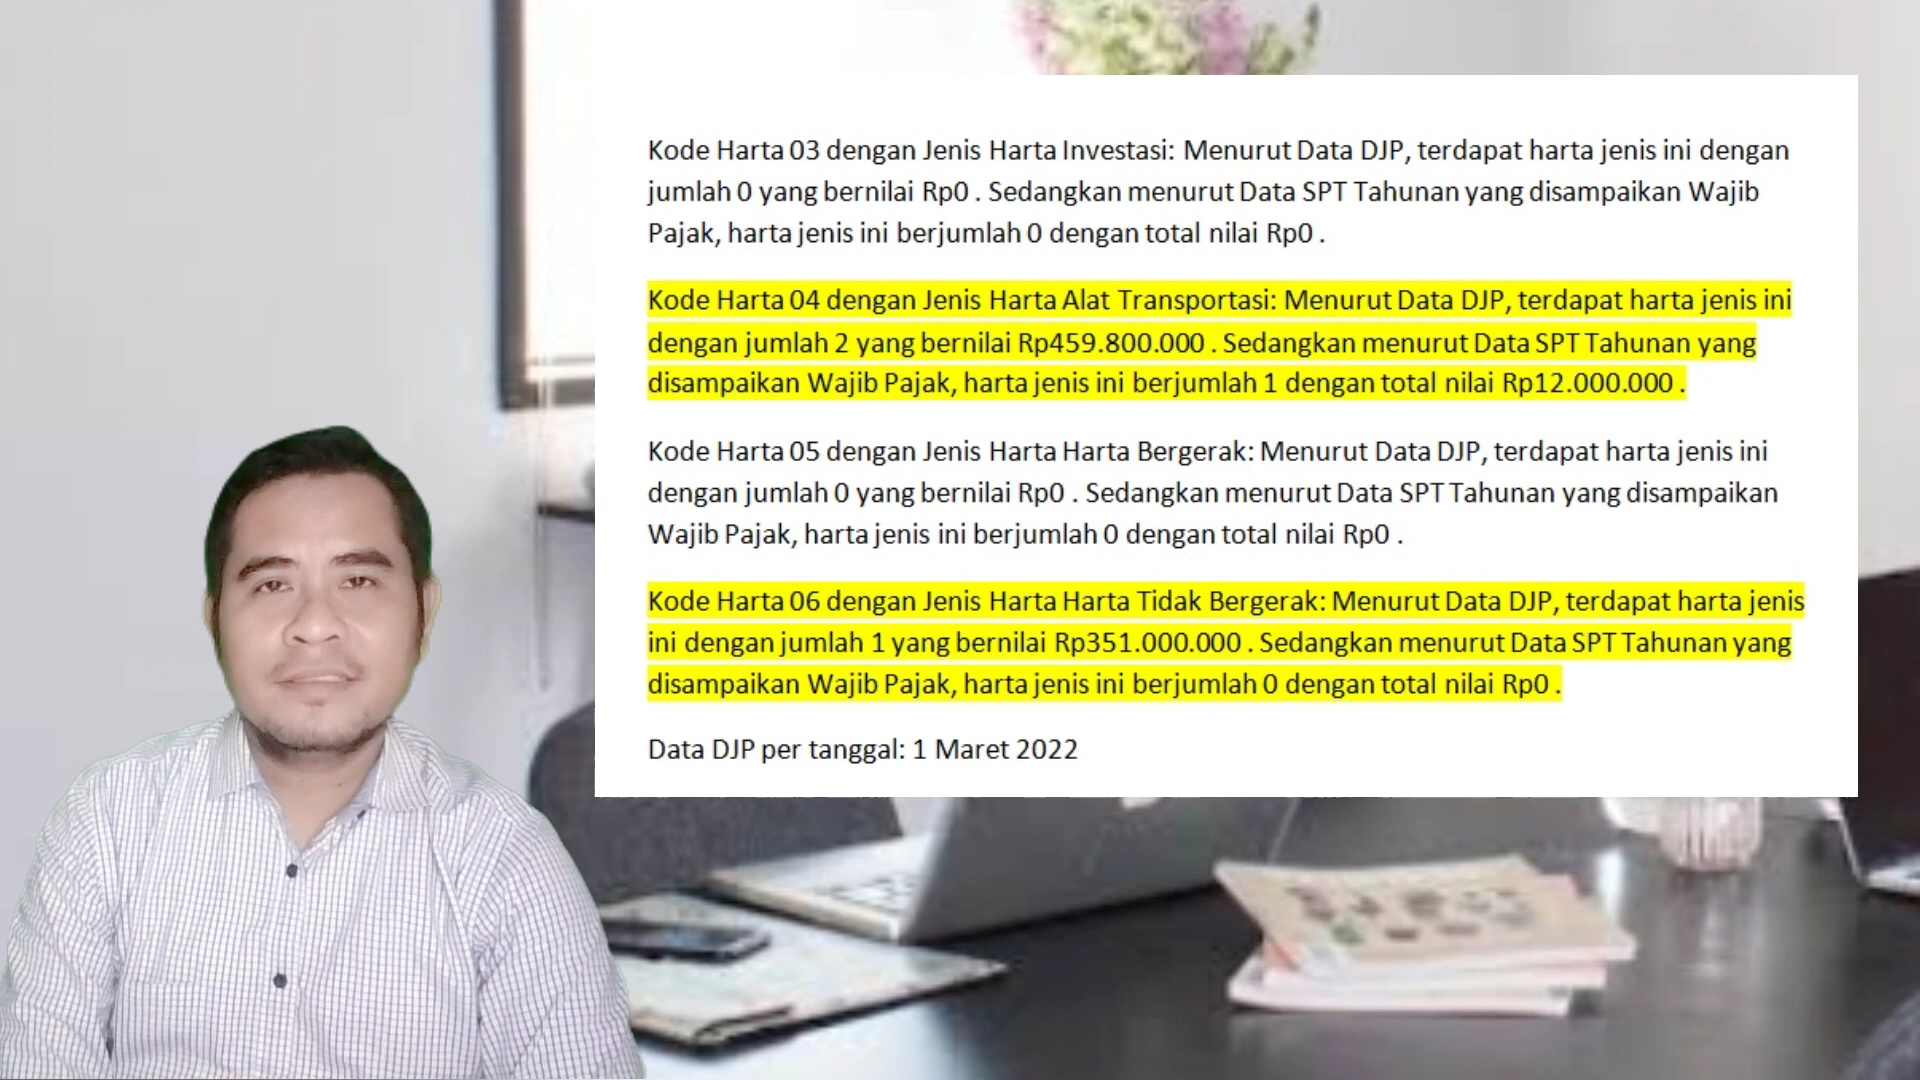 Kode Harta 03 dengan Jenis Harta Investasi: Menurut Data DJP, terdapat harta jenis ini dengan
jumlah 0 yang bernilai Rp0 . Sedangkan menurut Data SPT Tahunan yang disampaikan Wajib
Pajak, harta jenis ini berjumlah 0 dengan total nilai Rp0 .
Kode Harta 04 dengan Jenis Harta Alat Transportasi: Menurut Data DJP, terdapat harta jenis ini
dengan jumlah 2 yang bernilai Rp459.800.000 . Sedangkan menurut Data SPT Tahunan yang
disampaikan Wajib Pajak, harta jenis ini berjumlah 1 dengan total nilai Rp12.000.000 .
Kode Harta 05 dengan Jenis Harta Harta Bergerak: Menurut Data DJP, terdapat harta jenis ini
dengan jumlah 0 yang bernilai Rp0 . Sedangkan menurut Data SPT Tahunan yang disampaikan
Wajib Pajak, harta jenis ini berjumlah 0 dengan total nilai Rp0 .
Kode Harta 06 dengan Jenis Harta Harta Tidak Bergerak: Menurut Data DJP, terdapat harta jenis
ini dengan jumlah 1 yang bernilai Rp351.000.000 . Sedangkan menurut Data SPT Tahunan yang
disampaikan Wajib Pajak, harta jenis ini berjumlah 0 dengan total nilai Rp0 .
Data DJP per tanggal: 1 Maret 2022